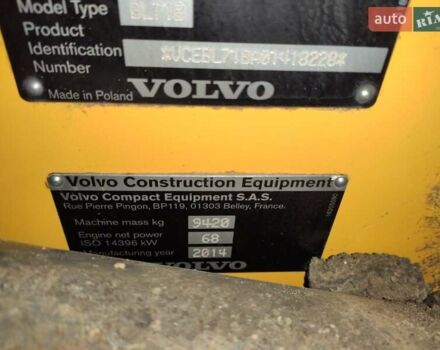 Model Type BL71B
Product
Identification *VCEBL71BA01410228*
Number
Made in Poland VOLVO
Volvo Construction Equipment
Volvo Compact Equipment S.A.S.
Rue Pierre Pingon, BP119, 01303 Belley, France.
Machine mass kg 9420
Engine net power
ISO 14396 kW 68
Manufacturing year 2014
VOLVO
auto RIA